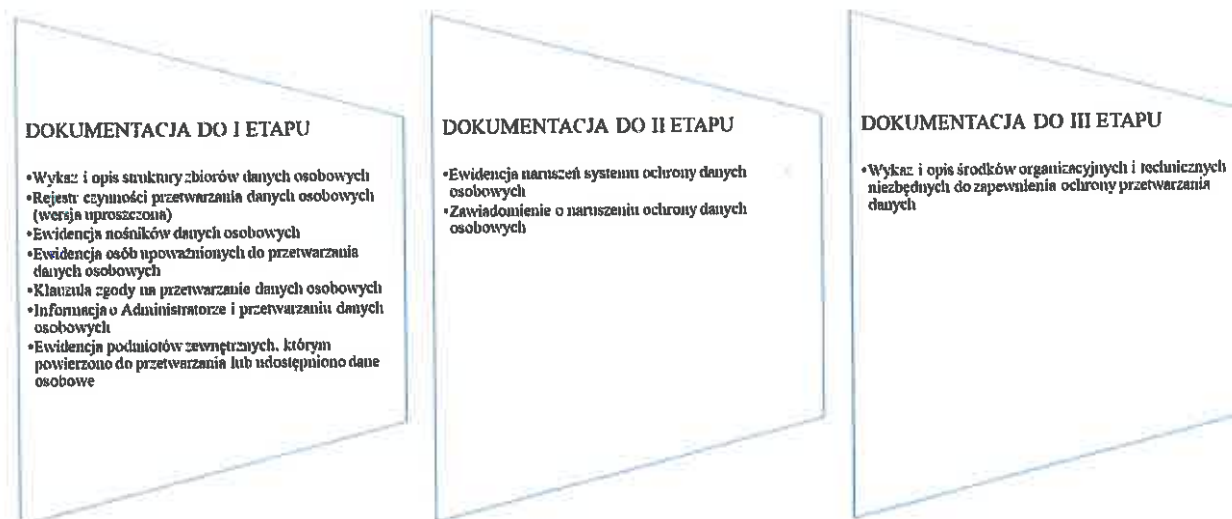 DOKUMENTACJA DO I ETAPU
•Wykaz i opis struktury zbiorów danych osobowych
•Rejestr czynności przetwarzania danych osobowych
(wersja uproszczona)
•Ewidencja nośników danych osobowych
•Ewidencja osób upoważnionych do przetwarzania
danych osobowych
•Klauzula zgody na przetwarzanie danych osobowych
•Informacja o Administratorze i przetwarzaniu danych
osobowych
•Ewidencja podmiotów zewnętrznych, którym
powierzono do przetwarzania lub udostępniono dane
osobowe
DOKUMENTACJA DO II ETAPU
•Ewidencja naruszeń systemu ochrony danych
osobowych
•Zawiadomienie o naruszeniu ochrony danych
osobowych
DOKUMENTACJA DO III ETAPU
•Wykaz i opis środków organizacyjnych i technicznych
niezbędnych do zapewnienia ochrony przetwarzania
danych